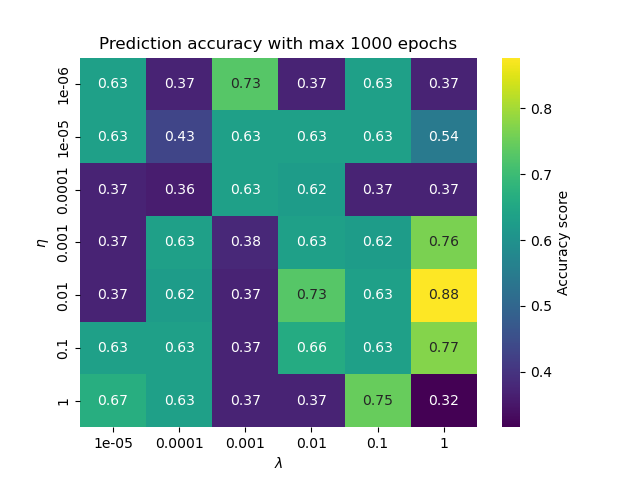 Prediction accuracy with max 1000 epochs
1e-06 0.63 0.37 0.73 0.37 0.63 0.37
1e-05 0.63 0.43 0.63 0.63 0.63 0.54
0.0001 0.37 0.36 0.63 0.62 0.37 0.37
0.001 0.37 0.63 0.38 0.63 0.62 0.76
0.01 0.37 0.62 0.37 0.73 0.63 0.88
0.1 0.63 0.63 0.37 0.66 0.63 0.77
1 0.67 0.63 0.37 0.37 0.75 0.32
1e-05 0.0001 0.001 0.01 0.1 1
λ
η
0.8
0.7
0.6
0.5
0.4
Accuracy score